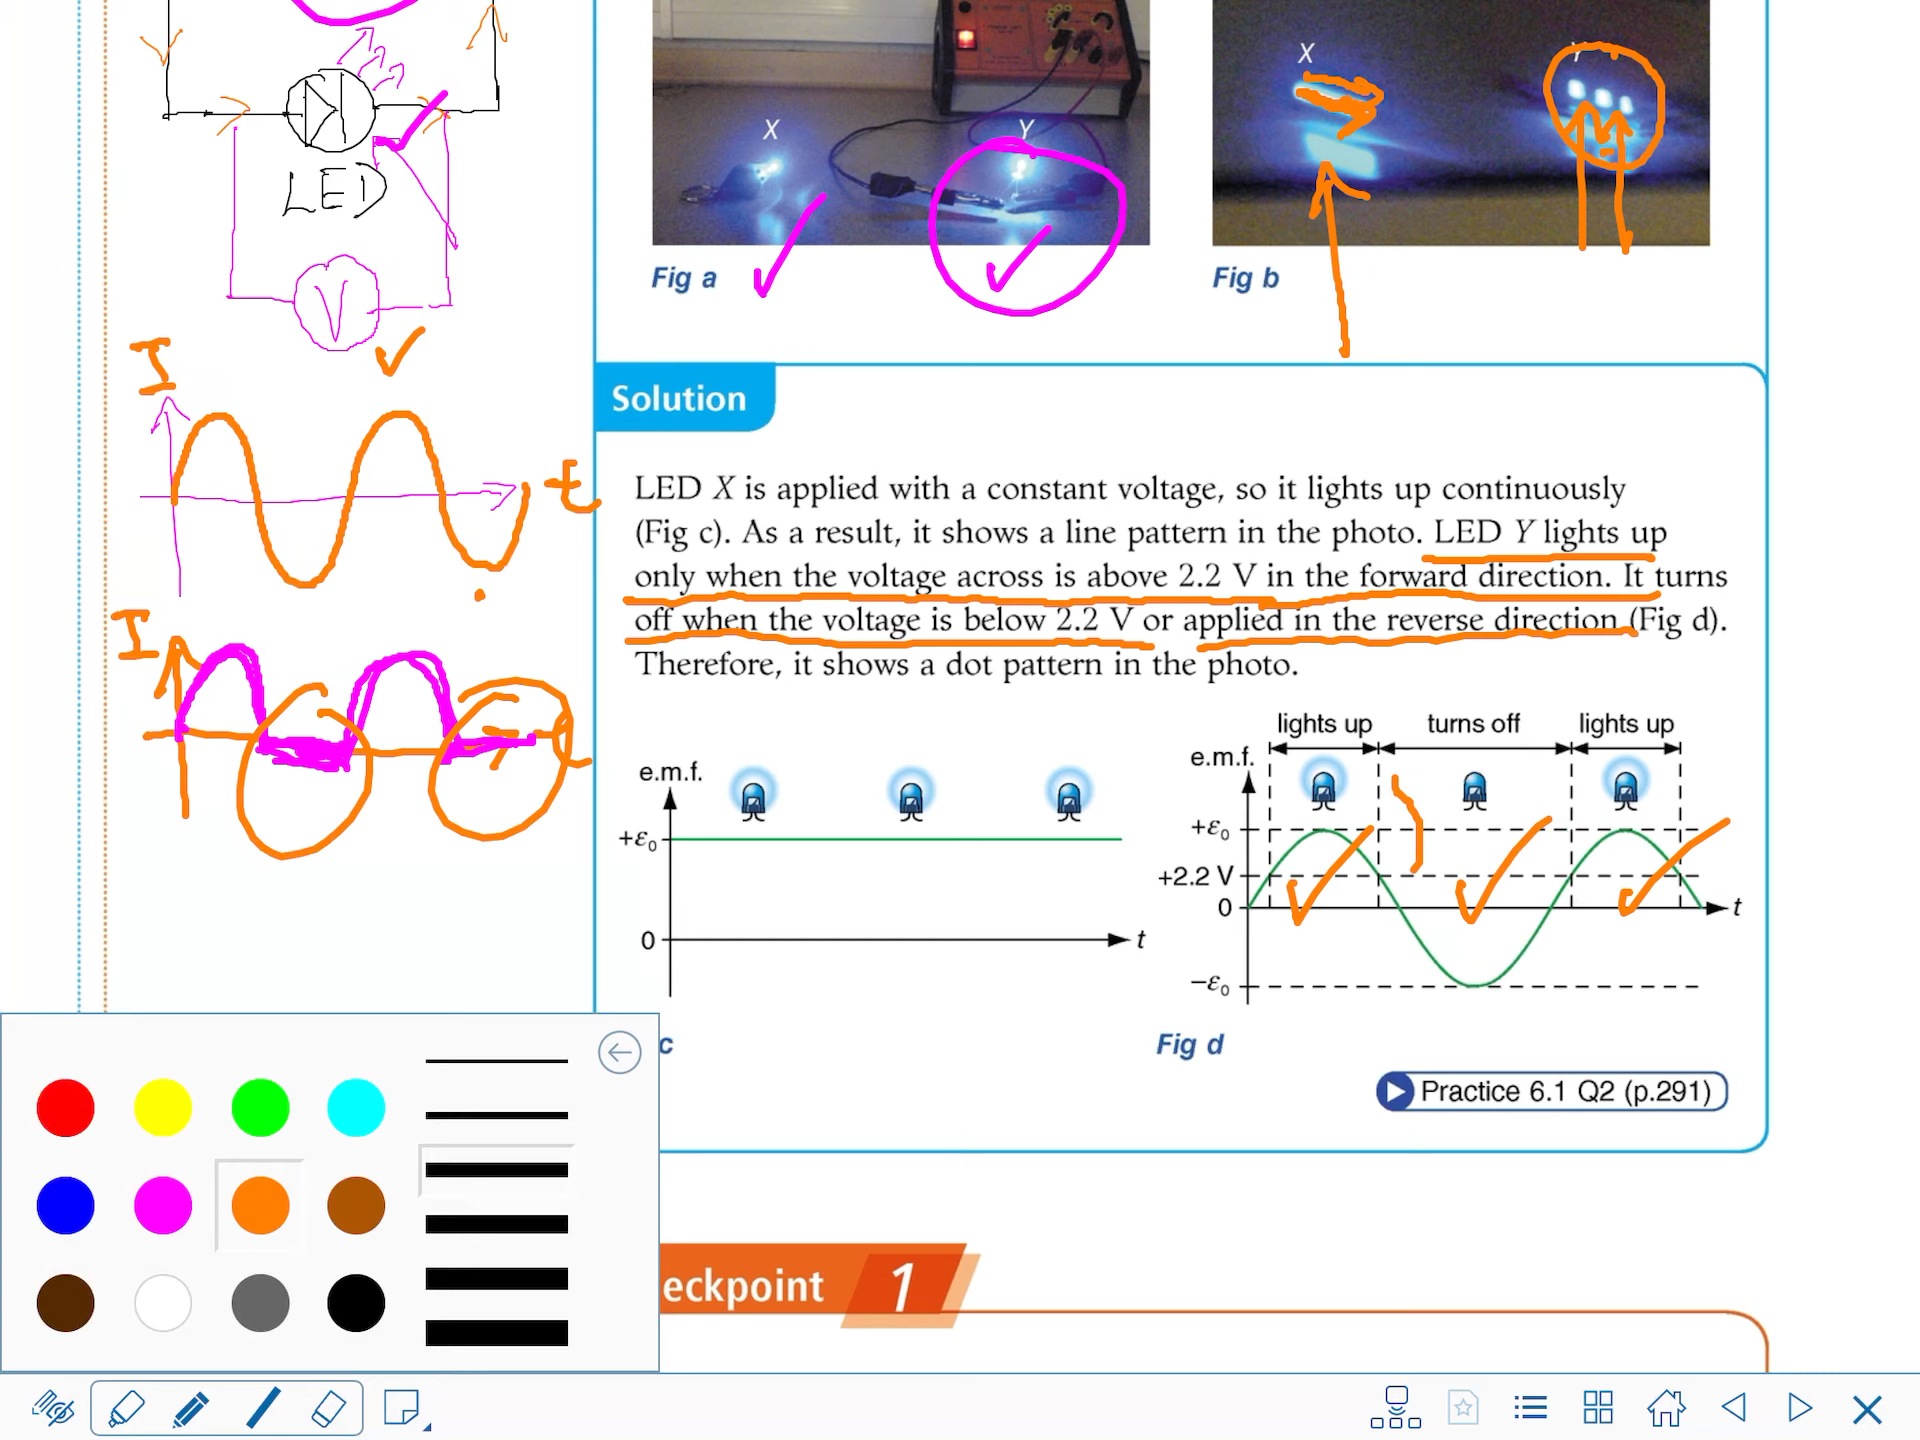 LED
V
I
t
I
X
Y
Fig a
X
Y
Fig b
Solution
LED X is applied with a constant voltage, so it lights up continuously
(Fig c). As a result, it shows a line pattern in the photo. LED Y lights up
only when the voltage across is above 2.2 V in the forward direction. It turns
off when the voltage is below 2.2 V or applied in the reverse direction (Fig d).
Therefore, it shows a dot pattern in the photo.
e.m.f.
+ε₀
0
t
c
lights up
turns off
lights up
e.m.f.
+ε₀
+2.2 V
0
t
−ε₀
Fig d
Practice 6.1 Q2 (p.291)
eckpoint 1